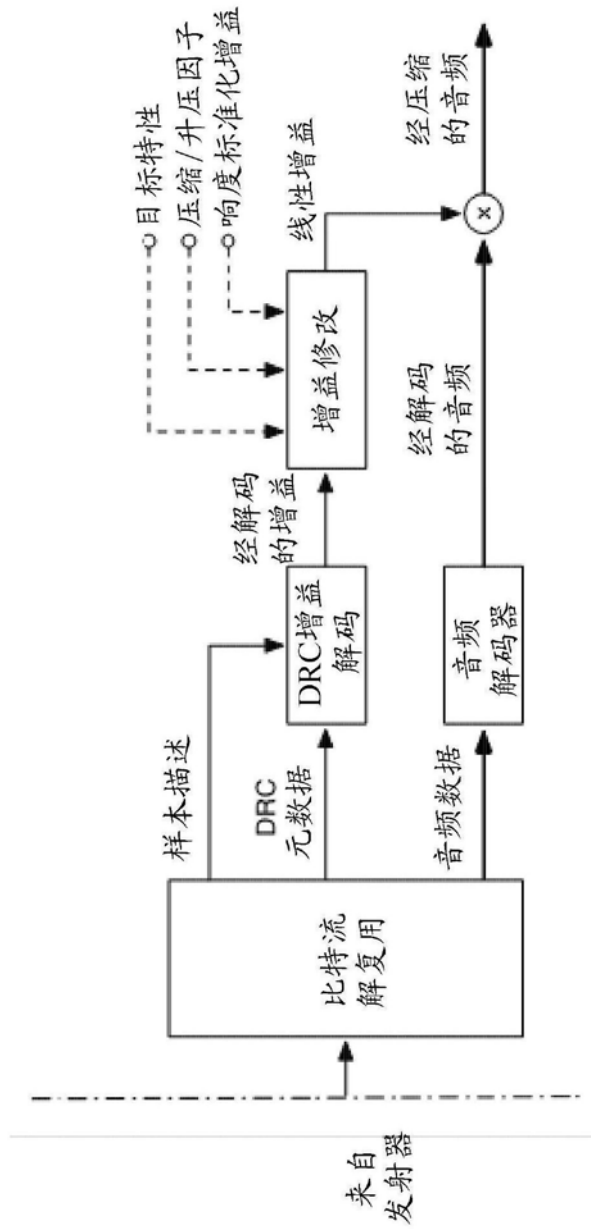 目标特性
压缩/升压因子
响度标准化增益
线性增益
经压缩
的音频
增益修改
经解码
的增益
经解码
的音频
DRC增益
解码
音频
解码器
样本描述
DRC
元数据
音频数据
比特流
解复用
来自
发射器
x